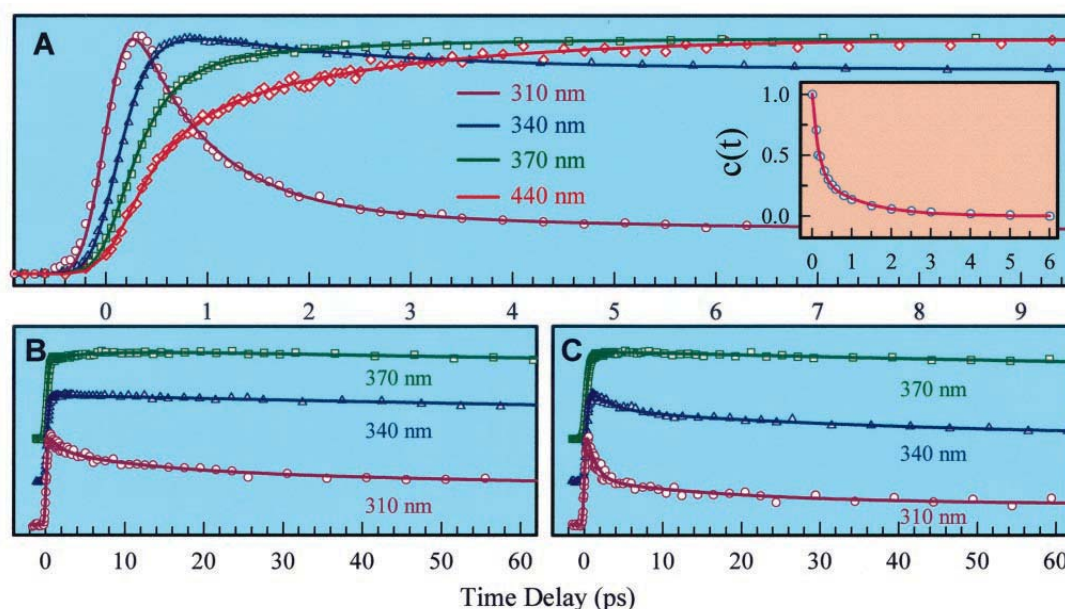 A
310 nm
340 nm
370 nm
440 nm
c(t)
1.0
0.5
0.0
0 1 2 3 4 5 6
0 1 2 3 4 5 6 7 8 9
B
370 nm
340 nm
310 nm
0 10 20 30 40 50 60
C
370 nm
340 nm
310 nm
0 10 20 30 40 50 60
Time Delay (ps)